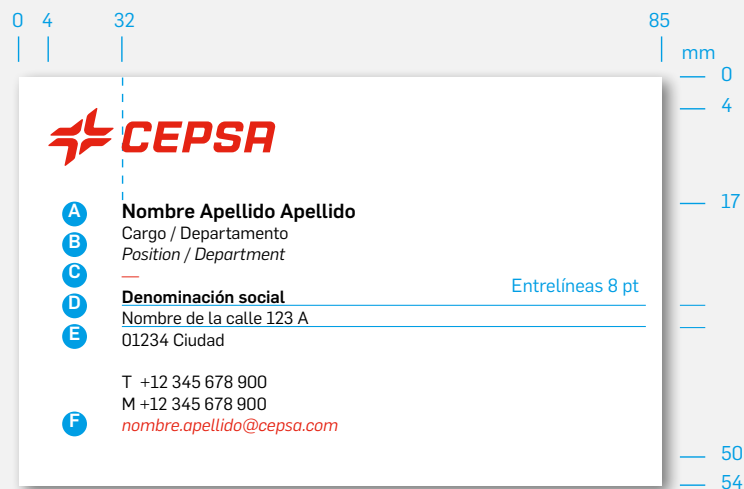 0 4 32 85
mm
0
4
CEPSA
17
A Nombre Apellido Apellido
B Cargo / Departamento
Position / Department
C —
Entrelíneas 8 pt
D Denominación social
Nombre de la calle 123 A
E 01234 Ciudad
T +12 345 678 900
M +12 345 678 900
F nombre.apellido@cepsa.com
50
54